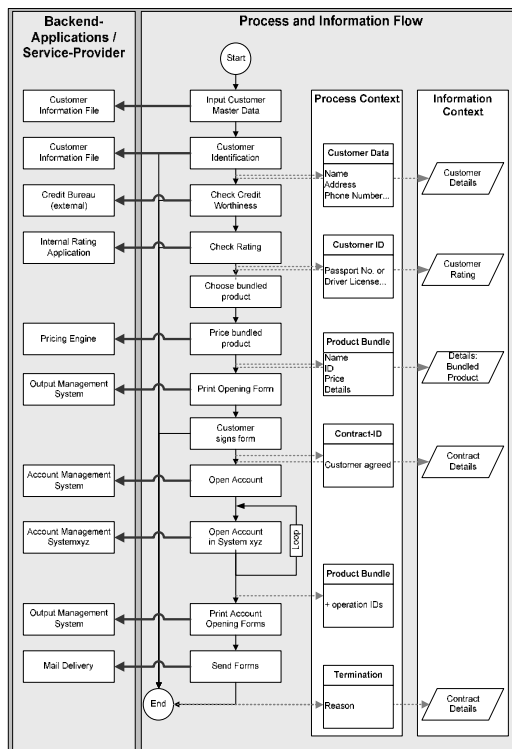 Backend-
Applications /
Service-Provider
Process and Information Flow
Start
Customer
Information File
Input Customer
Master Data
Process Context
Information
Context
Customer
Information File
Customer
Identification
Customer Data
Name
Address
Phone Number...
Customer
Details
Credit Bureau
(external)
Check Credit
Worthiness
Internal Rating
Application
Check Rating
Customer ID
Passport No. or
Driver License...
Customer
Rating
Choose bundled
product
Pricing Engine
Price bundled
product
Product Bundle
Name
ID
Price
Details
Details:
Bundled
Product
Output Management
System
Print Opening Form
Customer
signs form
Contract-ID
Customer agreed
Contract
Details
Account Management
System
Open Account
Account Management
Systemxyz
Open Account
in System xyz
Loop
Product Bundle
+ operation IDs
Output Management
System
Print Account
Opening Forms
Mail Delivery
Send Forms
Termination
Reason
End
Contract
Details